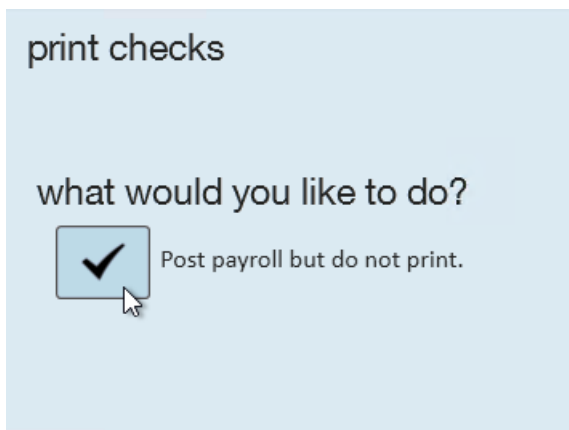 print checks
what would you like to do?
Post payroll but do not print.